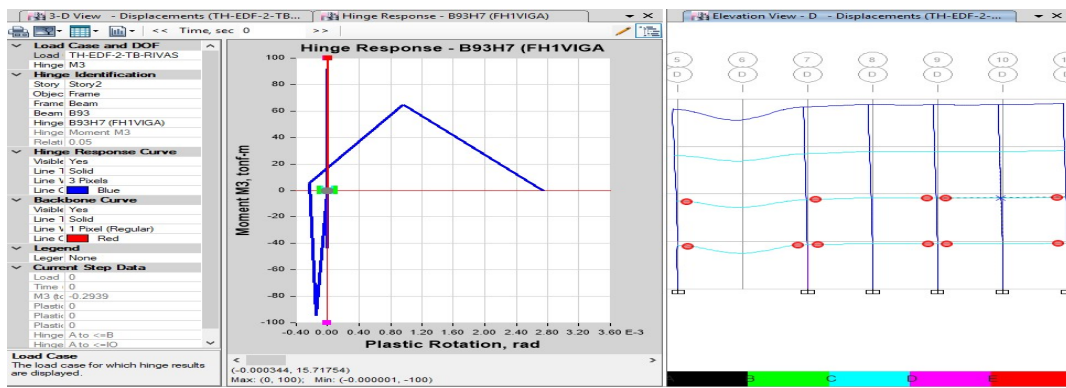 3-D View - Displacements (TH-EDF-2-TB...
Hinge Response - B93H7 (FH1VIGA)
Elevation View - D - Displacements (TH-EDF-2-...
<< Time, sec 0 >>
Load Case and DOF
Load TH-EDF-2-TB-RIVAS
Hinge M3
Hinge Identification
Story Story2
Objec Frame
Frame Beam
Beam B93
Hinge B93H7 (FH1VIGA)
Hinge Moment M3
Relati 0.05
Hinge Response Curve
Visible Yes
Line T Solid
Line V 3 Pixels
Line C Blue
Backbone Curve
Visible Yes
Line T Solid
Line V 1 Pixel (Regular)
Line C Red
Legend
Leger None
Current Step Data
Load 0
Time 0
M3 (tc -0.2939
Plastic 0
Plastic 0
Plastic 0
Hinge A to <=B
Hinge A to <=IO
Load Case
The load case for which hinge results
are displayed.
Hinge Response - B93H7 (FH1VIGA
Moment M3, tonf-m
100
80
60
40
20
0
-20
-40
-60
-80
-100
-0.40 0.00 0.40 0.80 1.20 1.60 2.00 2.40 2.80 3.20 3.60 E-3
Plastic Rotation, rad
(-0.000344, 15.71754)
Max: (0, 100); Min: (-0.000001, -100)
5 6 7 8 9 10 1
D D D D D D
A B C D E